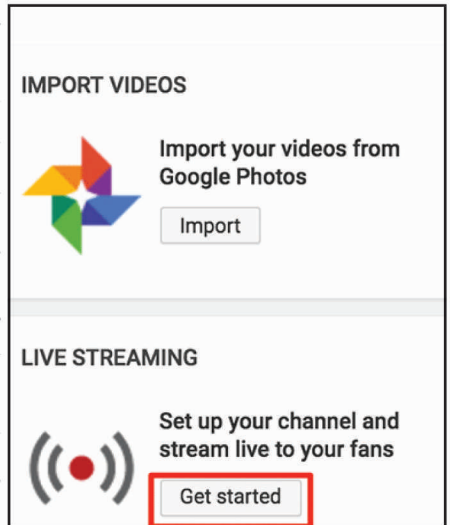 IMPORT VIDEOS
Import your videos from
Google Photos
Import
LIVE STREAMING
Set up your channel and
stream live to your fans
Get started